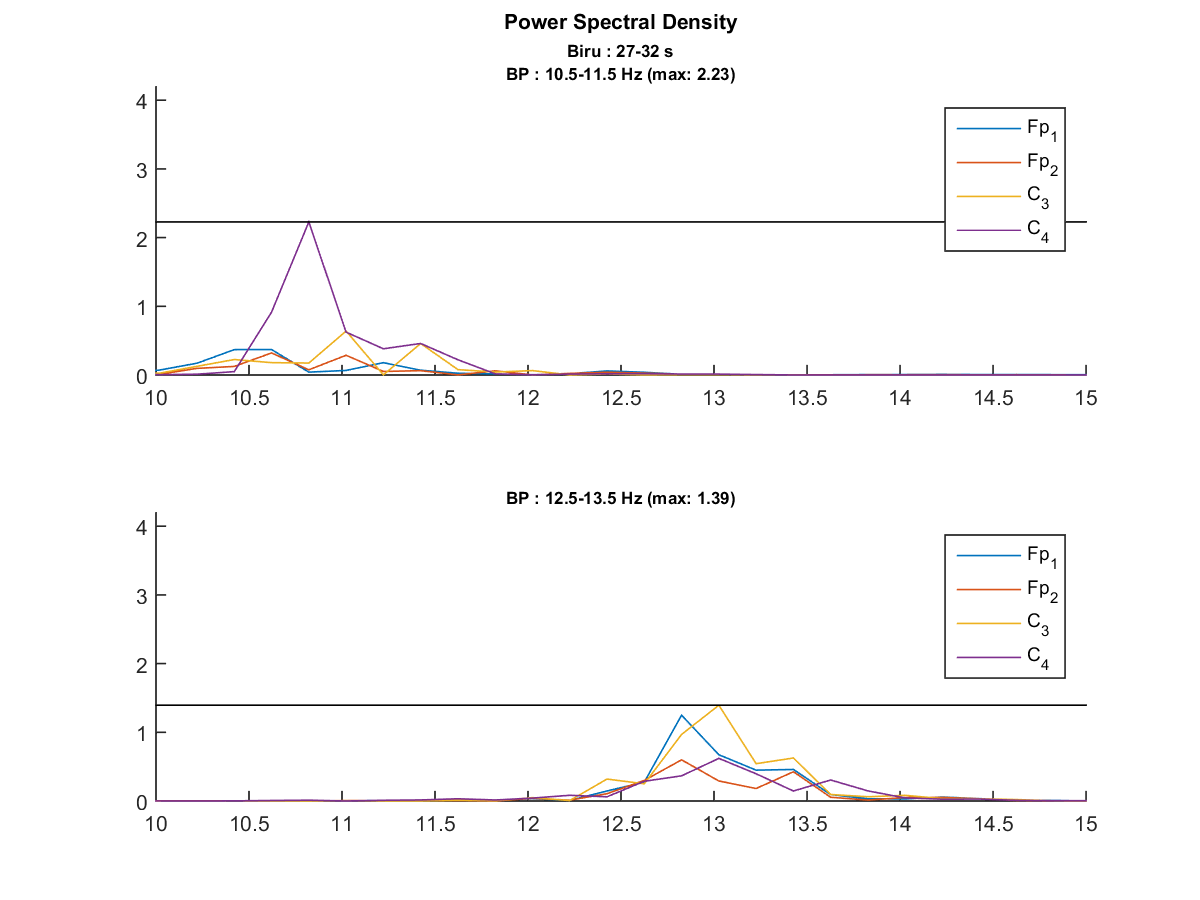 Power Spectral Density
Biru : 27-32 s
BP : 10.5-11.5 Hz (max: 2.23)
4
3
2
1
0
10 10.5 11 11.5 12 12.5 13 13.5 14 14.5 15
Fp1
Fp2
C3
C4
BP : 12.5-13.5 Hz (max: 1.39)
4
3
2
1
0
10 10.5 11 11.5 12 12.5 13 13.5 14 14.5 15
Fp1
Fp2
C3
C4